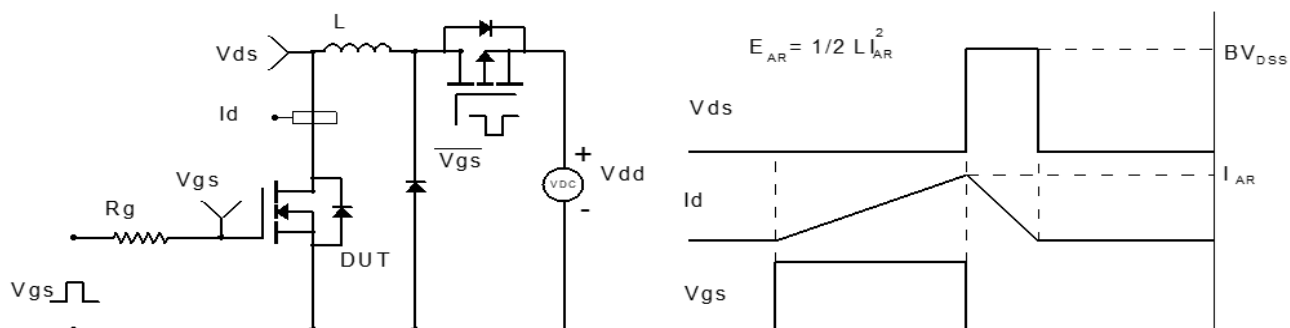 L
Vds
Id
Vgs
Vgs
Rg
DUT
Vgs
VDC
+
-
Vdd
E_AR = 1/2 L I_AR^2
BV_DSS
Vds
I_AR
Id
Vgs